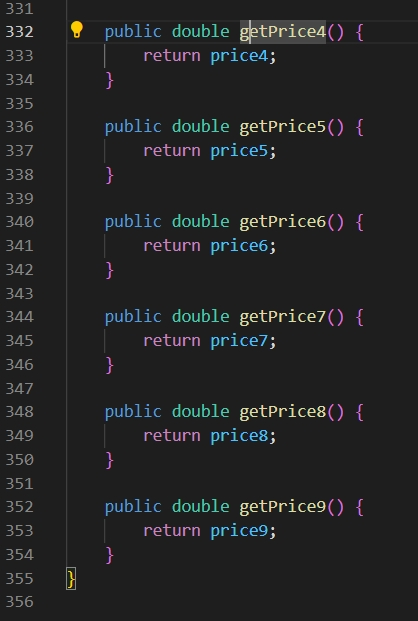 331
332 public double getPrice4() {
333 return price4;
334 }
335
336 public double getPrice5() {
337 return price5;
338 }
339
340 public double getPrice6() {
341 return price6;
342 }
343
344 public double getPrice7() {
345 return price7;
346 }
347
348 public double getPrice8() {
349 return price8;
350 }
351
352 public double getPrice9() {
353 return price9;
354 }
355 }
356